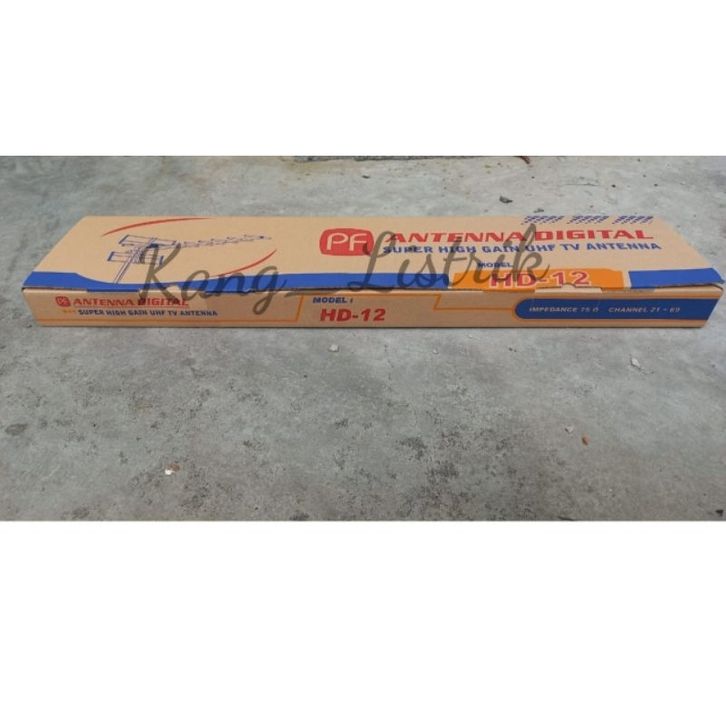 PF ANTENNA DIGITAL
SUPER HIGH GAIN UHF TV ANTENNA
MODEL
HD-12
Kang_Listrik
PF ANTENNA DIGITAL
SUPER HIGH GAIN UHF TV ANTENNA
MODEL :
HD-12
IMPEDANCE 75 Ω CHANNEL 21 - 69